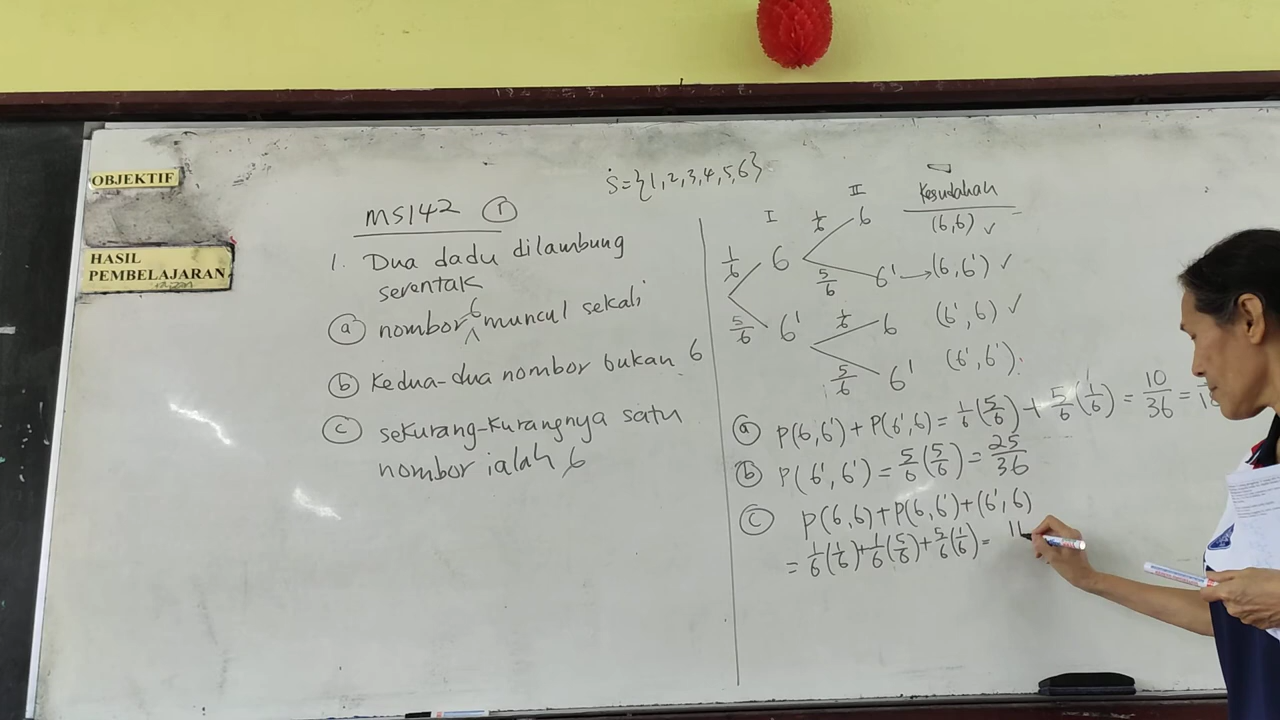 OBJEKTIF
HASIL
PEMBELAJARAN
S={1,2,3,4,5,6}
MS142 ①
1. Dua dadu dilambung
serentak
ⓐ nombor 6 muncul sekali
ⓑ Kedua-dua nombor bukan 6
ⓒ sekurang-kurangnya satu
nombor ialah 6
I II Kesudahan
1/6 6 1/6 6 (6,6) ✓
5/6 6' → (6,6') ✓
5/6 6' 1/6 6 (6',6) ✓
5/6 6' (6',6')
ⓐ P(6,6') + P(6',6) = 1/6(5/6) + 5/6(1/6) = 10/36 =
ⓑ P(6',6') = 5/6(5/6) = 25/36
ⓒ P(6,6) + P(6,6') + (6',6)
= 1/6(1/6) + 1/6(5/6) + 5/6(1/6) = 11